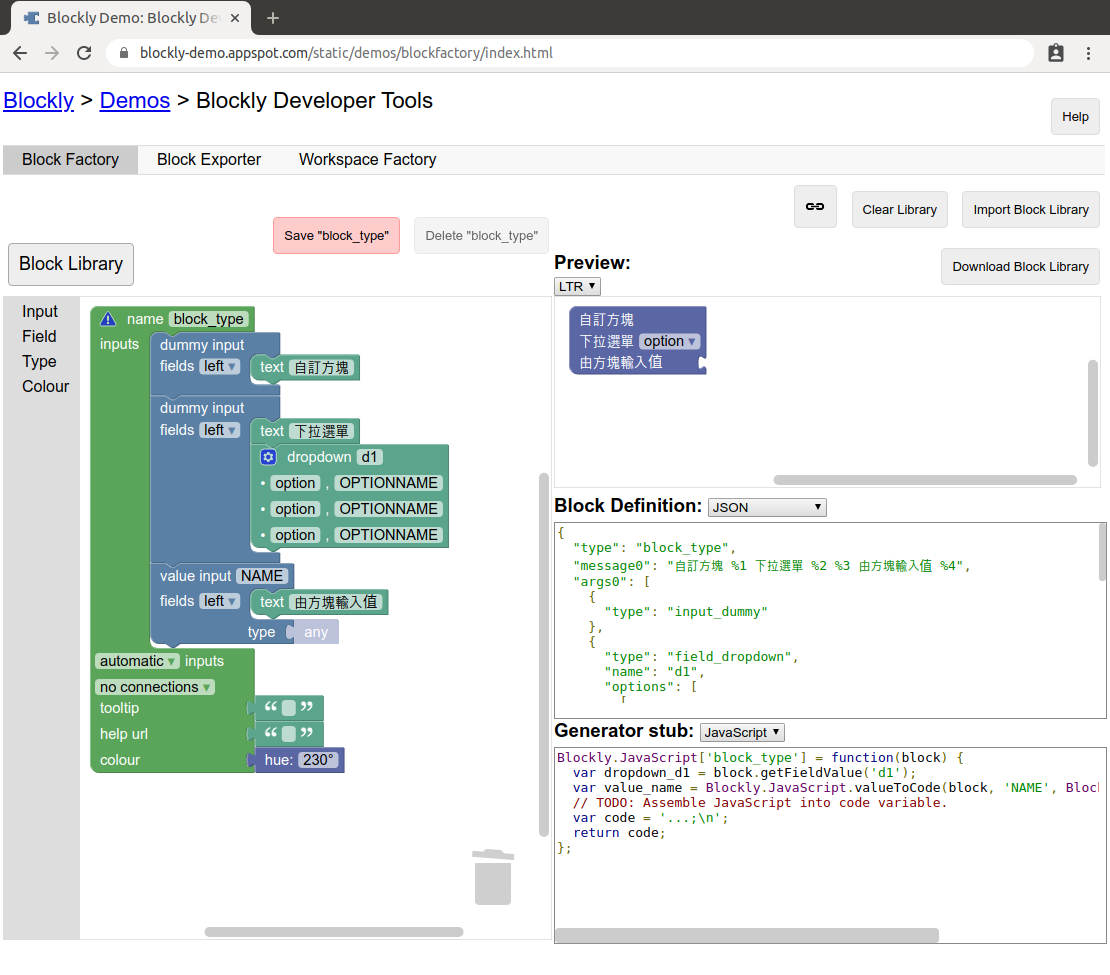 Blockly Demo: Blockly De
blockly-demo.appspot.com/static/demos/blockfactory/index.html
Blockly > Demos > Blockly Developer Tools
Help
Block Factory Block Exporter Workspace Factory
Clear Library Import Block Library
Save "block_type" Delete "block_type"
Block Library
Preview:
Download Block Library
LTR
Input
Field
Type
Colour
name block_type
inputs
dummy input
fields left
text 自訂方塊
dummy input
fields left
text 下拉選單
dropdown d1
• option , OPTIONNAME
• option , OPTIONNAME
• option , OPTIONNAME
value input NAME
fields left
text 由方塊輸入值
type any
automatic inputs
no connections
tooltip “ ”
help url “ ”
colour hue: 230°
自訂方塊
下拉選單 option
由方塊輸入值
Block Definition: JSON
{
"type": "block_type",
"message0": "自訂方塊 %1 下拉選單 %2 %3 由方塊輸入值 %4",
"args0": [
{
"type": "input_dummy"
},
{
"type": "field_dropdown",
"name": "d1",
"options": [
[
Generator stub: JavaScript
Blockly.JavaScript['block_type'] = function(block) {
var dropdown_d1 = block.getFieldValue('d1');
var value_name = Blockly.JavaScript.valueToCode(block, 'NAME', Block
// TODO: Assemble JavaScript into code variable.
var code = '...;\n';
return code;
};